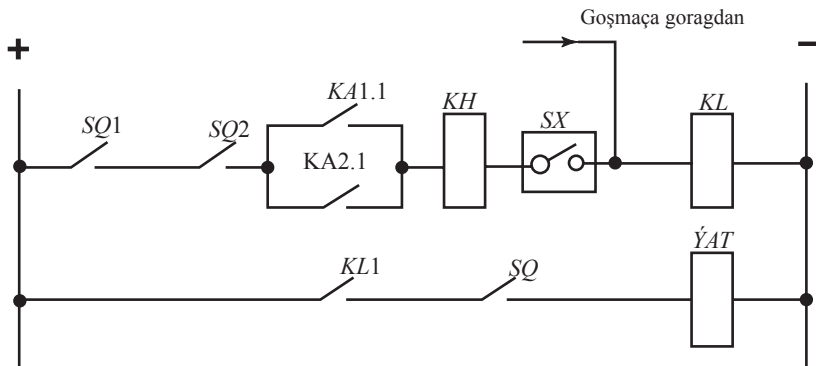 Goşmaça goragdan
+
−
KA1.1
KH
SX
KL
SQ1
SQ2
KA2.1
KL1
SQ
ÝAT